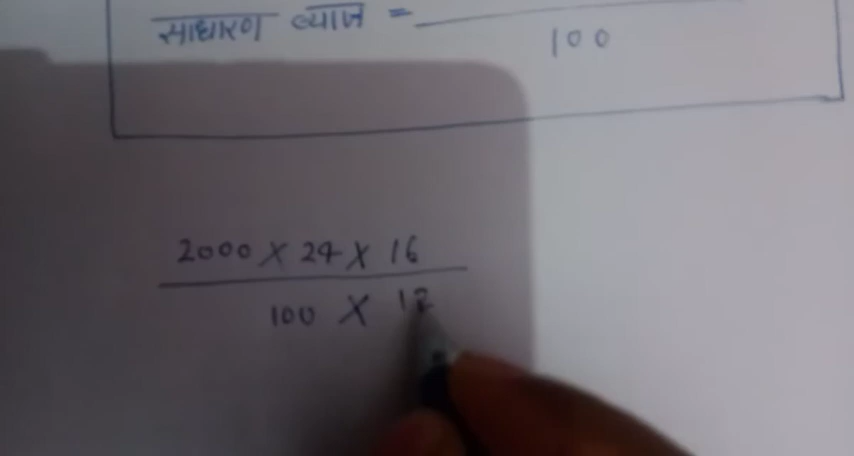 साधारण ब्याज =
100
2000 × 24 × 16
100 × 12